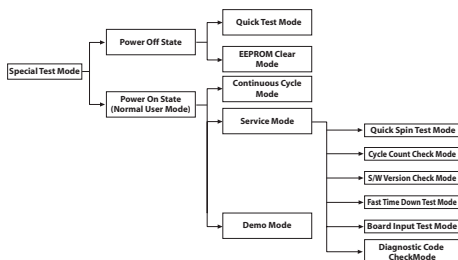 Special Test Mode
Power Off State
Quick Test Mode
EEPROM Clear
Mode
Power On State
(Normal User Mode)
Continuous Cycle
Mode
Service Mode
Quick Spin Test Mode
Cycle Count Check Mode
S/W Version Check Mode
Fast Time Down Test Mode
Board Input Test Mode
Diagnostic Code
CheckMode
Demo Mode